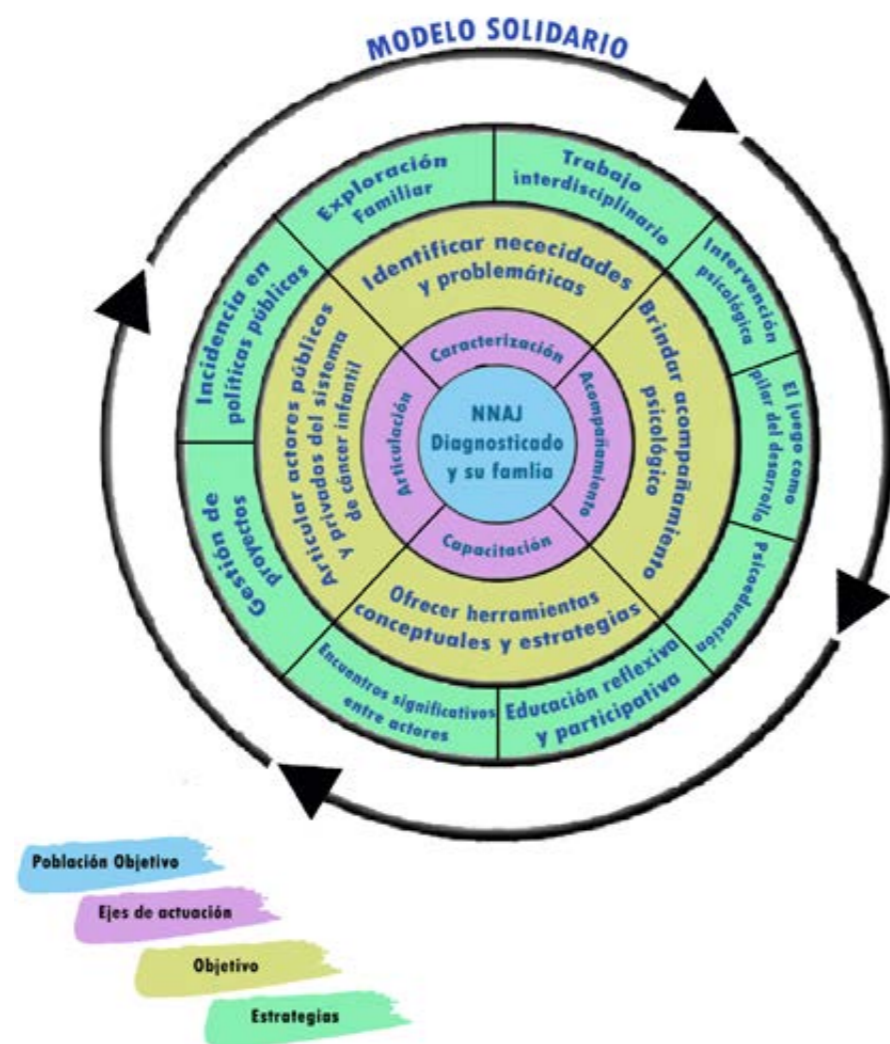 MODELO SOLIDARIO
Exploración
Familiar
Trabajo
interdisciplinario
Intervención
psicológica
El juego como
pilar del desarrollo
Psicoeducación
Educación reflexiva
y participativa
Encuentros significativos
entre actores
Gestión de
proyectos
Incidencia en
políticas públicas
Identificar nececidades
y problemáticas
Brindar acompañamiento
psicológico
Ofrecer herramientas
conceptuales y estrategias
Articular actores públicos
y privados del sistema
de cóncer infantil
Caracterización
Acompañamiento
Capacitación
Articulación
NNAJ
Diagnosticado
y su famlia
Población Objetivo
Ejes de actuación
Objetivo
Estrategias